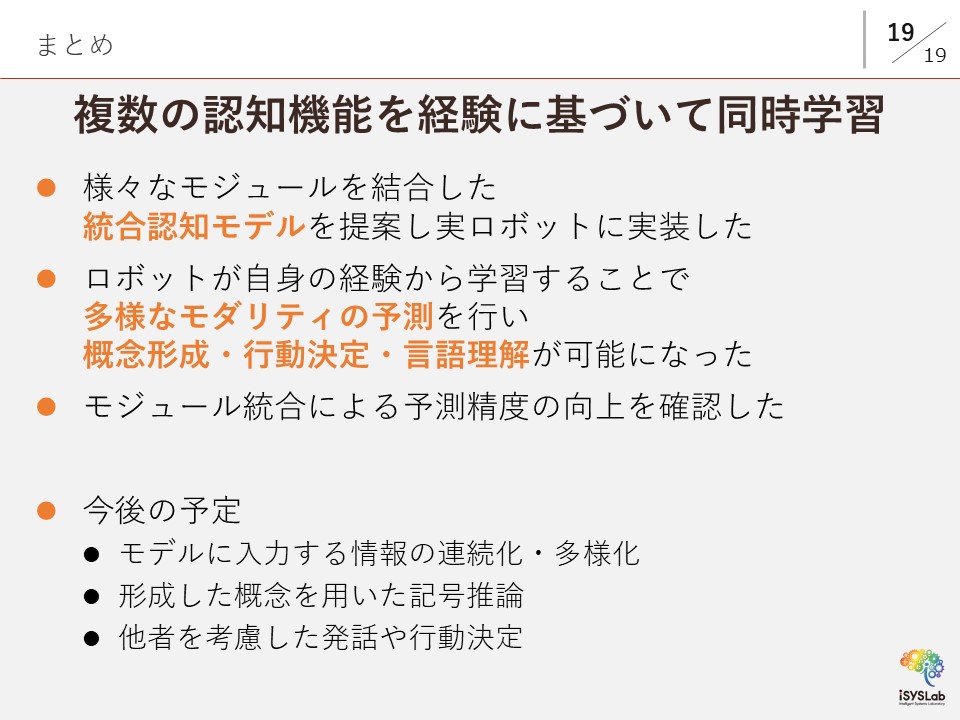 まとめ
19
19
複数の認知機能を経験に基づいて同時学習
様々なモジュールを結合した
統合認知モデルを提案し実ロボットに実装した
ロボットが自身の経験から学習することで
多様なモダリティの予測を行い
概念形成・行動決定・言語理解が可能になった
モジュール統合による予測精度の向上を確認した
今後の予定
モデルに入力する情報の連続化・多様化
形成した概念を用いた記号推論
他者を考慮した発話や行動決定
iSYSLab
Intelligent Systems Laboratory